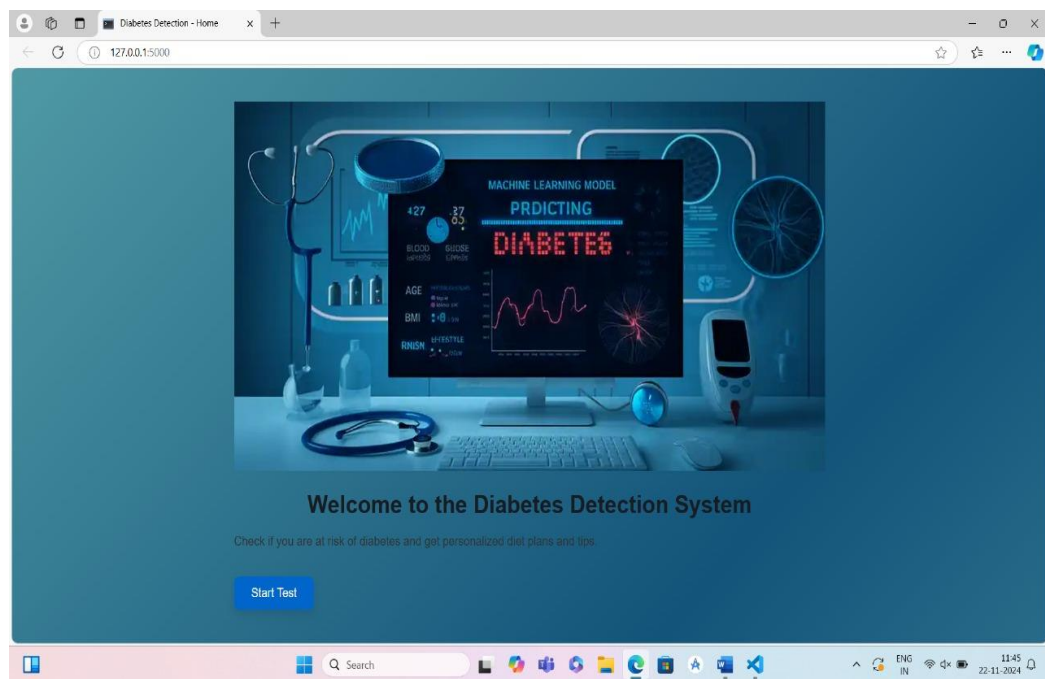 Diabetes Detection - Home
127.0.0.1:5000
MACHINE LEARNING MODEL
PRDICTING
DIABETES
AGE
BMI
Welcome to the Diabetes Detection System
Check if you are at risk of diabetes and get personalized diet plans and tips.
Start Test
Search
ENG
IN
11:45
22-11-2024